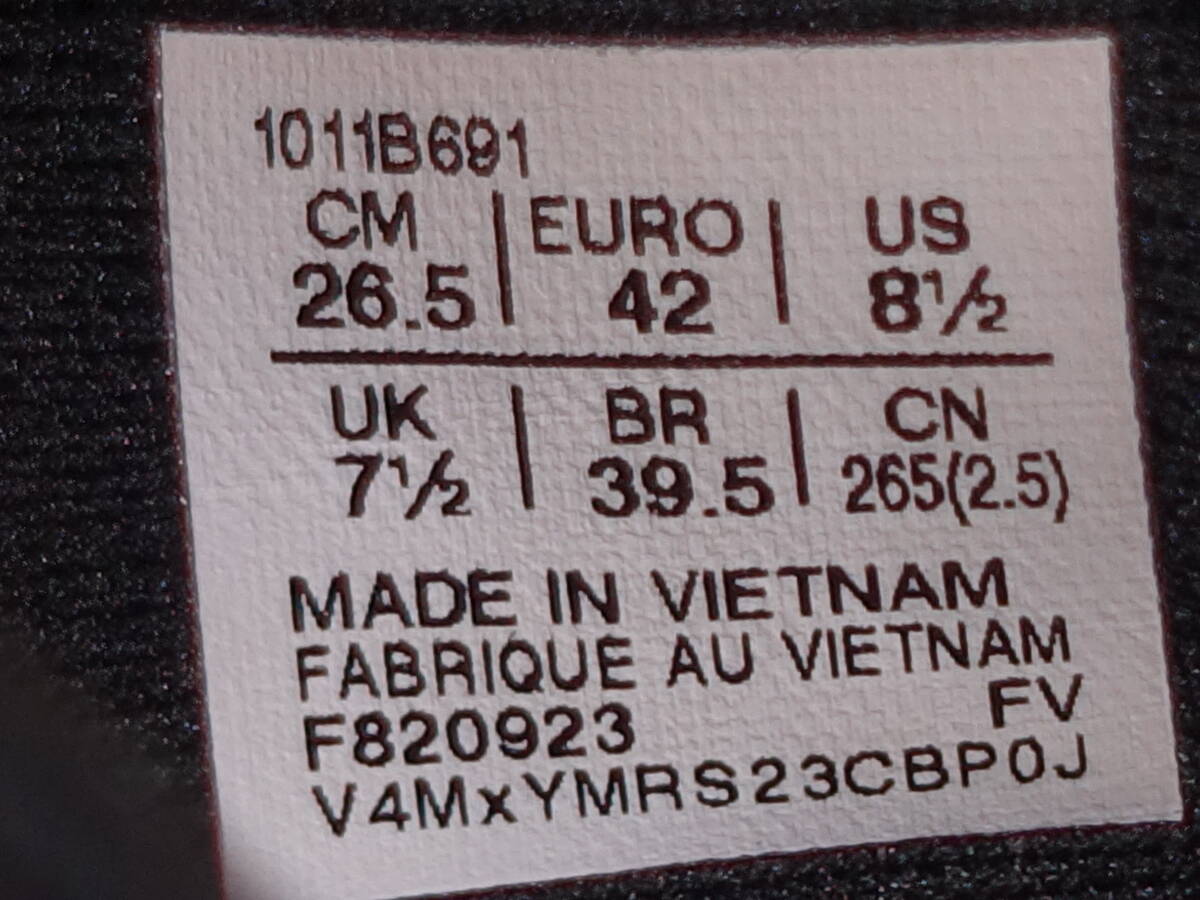 1011B691
CM | EURO | US
26.5 | 42 | 8½
UK | BR | CN
7½ | 39.5 | 265(2.5)
MADE IN VIETNAM
FABRIQUE AU VIETNAM
F820923 FV
V4MxYMRS23CBP0J